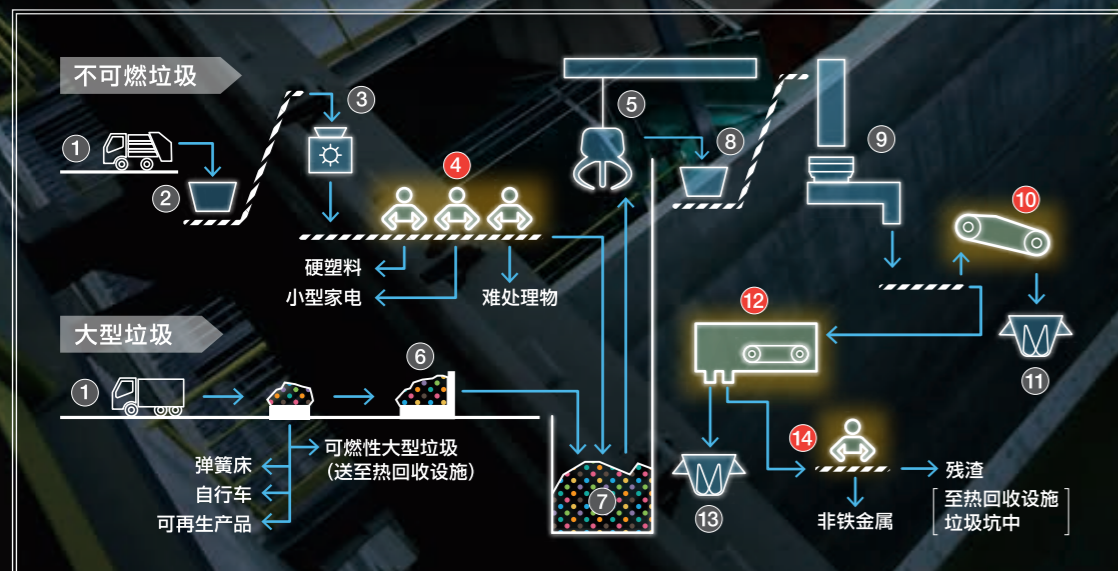 不可燃垃圾
1
2
3
4
5
8
9
10
硬塑料
小型家电
难处理物
大型垃圾
1
6
12
11
弹簧床
自行车
可再生产品
可燃性大型垃圾
(送至热回收设施)
7
13
14
非铁金属
残渣
至热回收设施
垃圾坑中